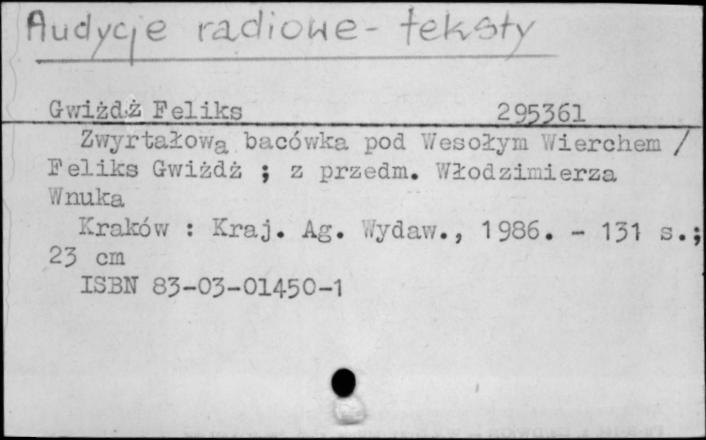 Audycje radiowe - teksty
Gwiżdż Feliks 295361
Zwyrtałową bacówka pod Wesołym Wierchem /
Feliks Gwiżdż ; z przedm. Włodzimierza
Wnuka
Kraków : Kraj. Ag. Wydaw., 1986. - 131 s.;
23 cm
ISBN 83-03-01450-1